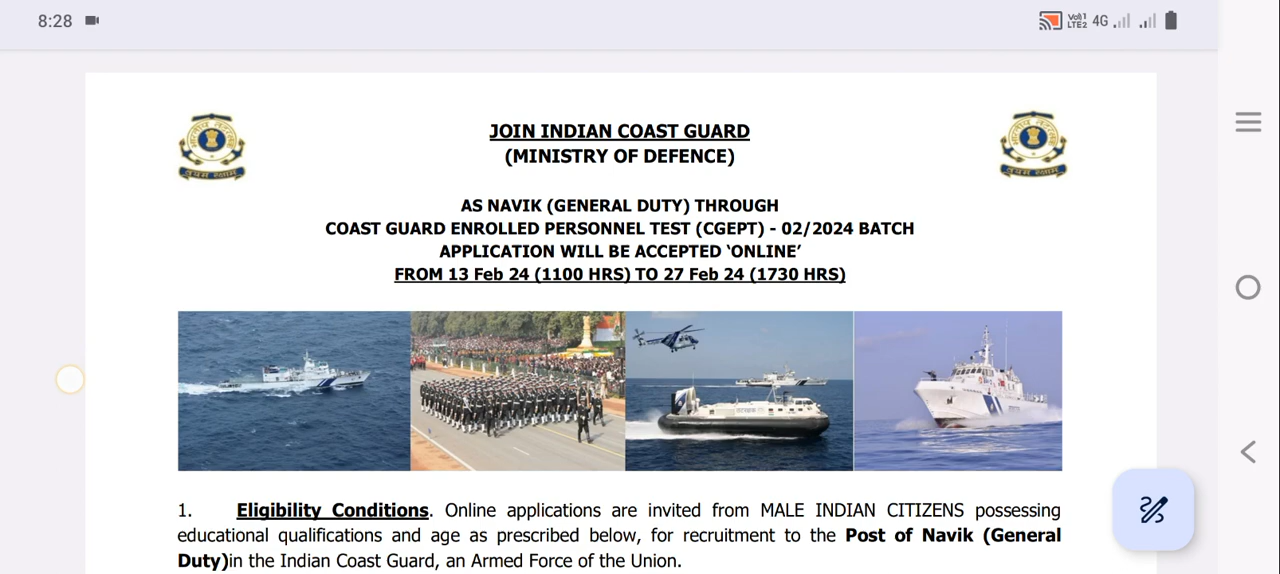 8:28
Vo)) 1
LTE2
4G
JOIN INDIAN COAST GUARD
(MINISTRY OF DEFENCE)
AS NAVIK (GENERAL DUTY) THROUGH
COAST GUARD ENROLLED PERSONNEL TEST (CGEPT) - 02/2024 BATCH
APPLICATION WILL BE ACCEPTED ‘ONLINE’
FROM 13 Feb 24 (1100 HRS) TO 27 Feb 24 (1730 HRS)
1. Eligibility Conditions. Online applications are invited from MALE INDIAN CITIZENS possessing
educational qualifications and age as prescribed below, for recruitment to the Post of Navik (General
Duty)in the Indian Coast Guard, an Armed Force of the Union.